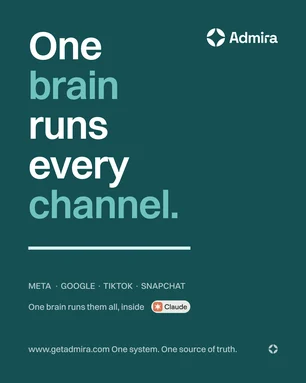 One
Admira
brain
runs
every
channel.
META · GOOGLE · TIKTOK · SNAPCHAT
One brain runs them all, inside Claude
www.getadmira.com One system. One source of truth.